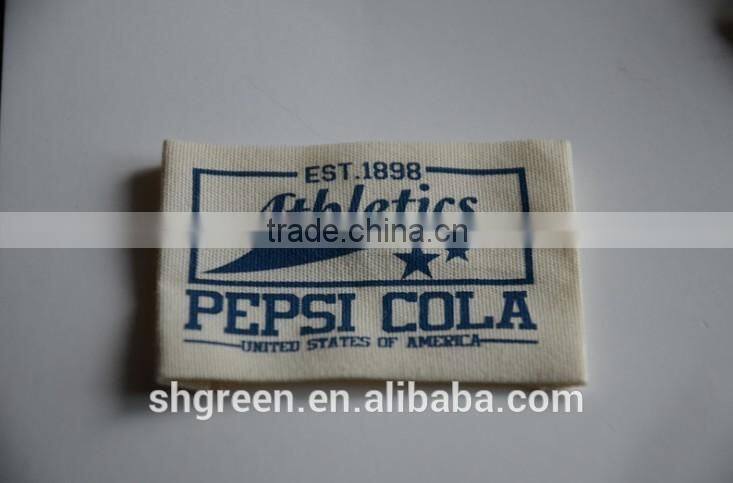 EST.1898
Athletics
trade.china.cn
PEPSI COLA
UNITED STATES OF AMERICA
shgreen.en.alibaba.com